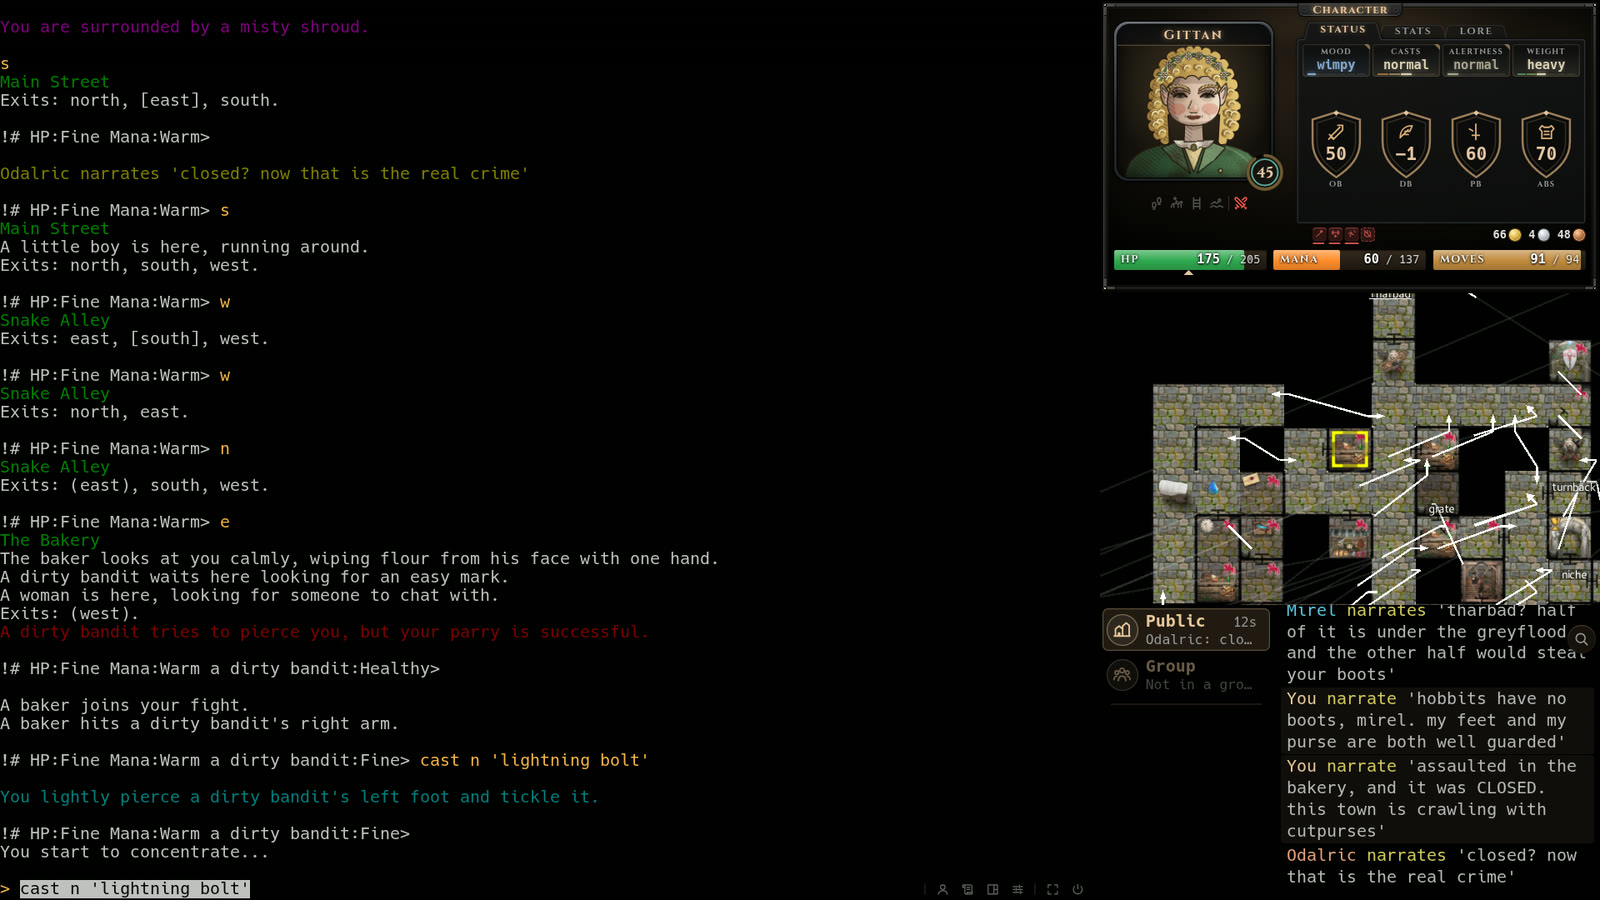 You are surrounded by a misty shroud.
s
Main Street
Exits: north, [east], south.
!# HP:Fine Mana:Warm>
Odalric narrates 'closed? now that is the real crime'
!# HP:Fine Mana:Warm> s
Main Street
A little boy is here, running around.
Exits: north, south, west.
!# HP:Fine Mana:Warm> w
Snake Alley
Exits: east, [south], west.
!# HP:Fine Mana:Warm> w
Snake Alley
Exits: north, east.
!# HP:Fine Mana:Warm> n
Snake Alley
Exits: (east), south, west.
!# HP:Fine Mana:Warm> e
The Bakery
The baker looks at you calmly, wiping flour from his face with one hand.
A dirty bandit waits here looking for an easy mark.
A woman is here, looking for someone to chat with.
Exits: (west).
A dirty bandit tries to pierce you, but your parry is successful.
!# HP:Fine Mana:Warm a dirty bandit:Healthy>
A baker joins your fight.
A baker hits a dirty bandit's right arm.
!# HP:Fine Mana:Warm a dirty bandit:Fine> cast n 'lightning bolt'
You lightly pierce a dirty bandit's left foot and tickle it.
!# HP:Fine Mana:Warm a dirty bandit:Fine>
You start to concentrate...
> cast n 'lightning bolt'
Character
Gittan
45
STATUS STATS LORE
MOOD CASTS ALERTNESS WEIGHT
wimpy normal normal heavy
50 -1 60 70
OB DB PB ABS
66 4 48
HP 175 / 205 MANA 60 / 137 MOVES 91 / 94
Tharbad
turnback
grate
niche
Public 12s
Odalric: clo…
Group
Not in a gro…
Mirel narrates 'tharbad? half
of it is under the greyflood
and the other half would steal
your boots'
You narrate 'hobbits have no
boots, mirel. my feet and my
purse are both well guarded'
You narrate 'assaulted in the
bakery, and it was CLOSED.
this town is crawling with
cutpurses'
Odalric narrates 'closed? now
that is the real crime'